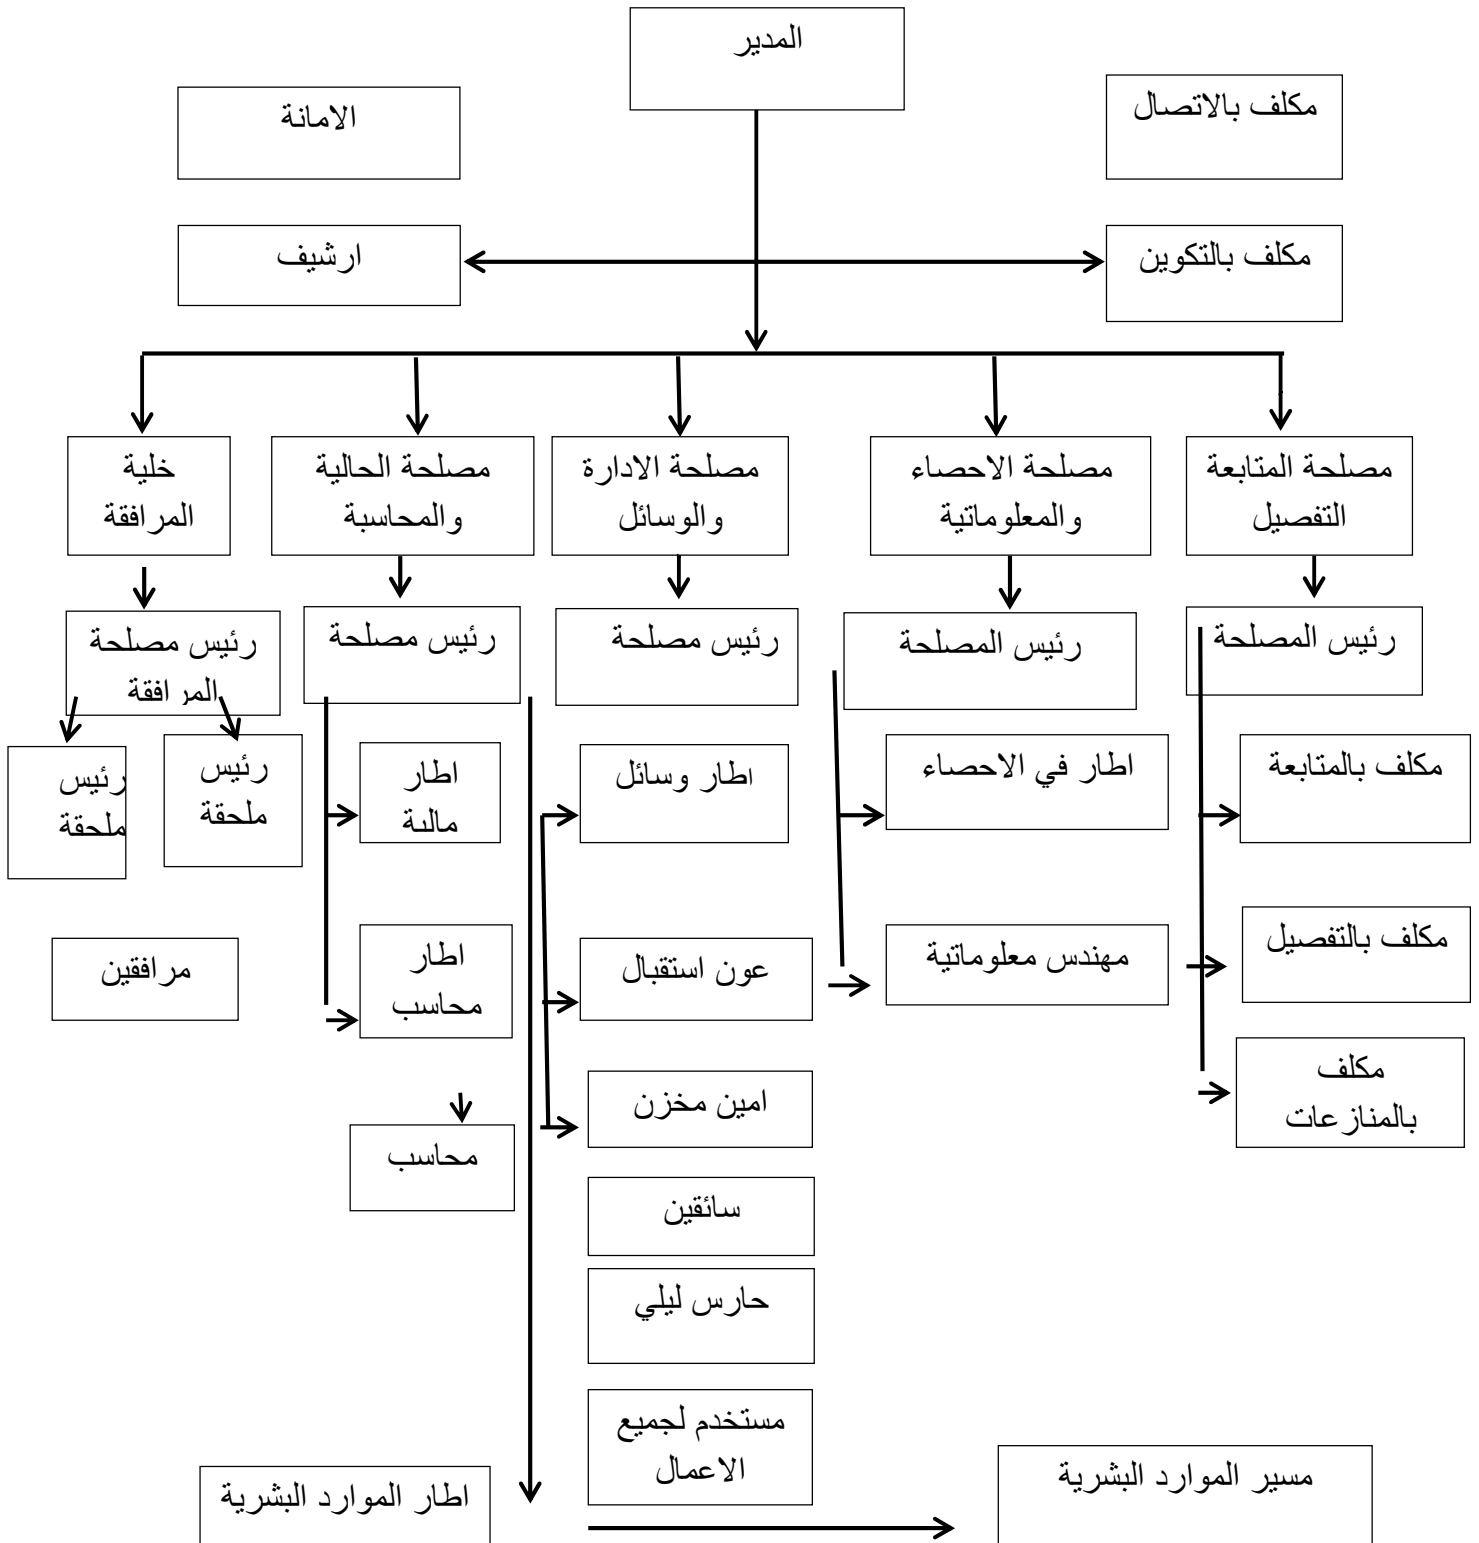 المدير
مكلف بالاتصال
الامانة
مكلف بالتكوين
ارشيف
مصلحة المتابعة
التفصيل
مصلحة الاحصاء
والمعلوماتية
مصلحة الادارة
والوسائل
مصلحة الحالية
والمحاسبة
خلية
المرافقة
رئيس المصلحة
رئيس المصلحة
رئيس مصلحة
رئيس مصلحة
رئيس مصلحة
المرافقة
مكلف بالمتابعة
اطار في الاحصاء
اطار وسائل
اطار
مالية
رئيس
ملحقة
رئيس
ملحقة
مكلف بالتفصيل
مهندس معلوماتية
عون استقبال
اطار
محاسب
مرافقين
مكلف
بالمنازعات
امين مخزن
محاسب
سائقين
حارس ليلي
مستخدم لجميع
الاعمال
مسير الموارد البشرية
اطار الموارد البشرية